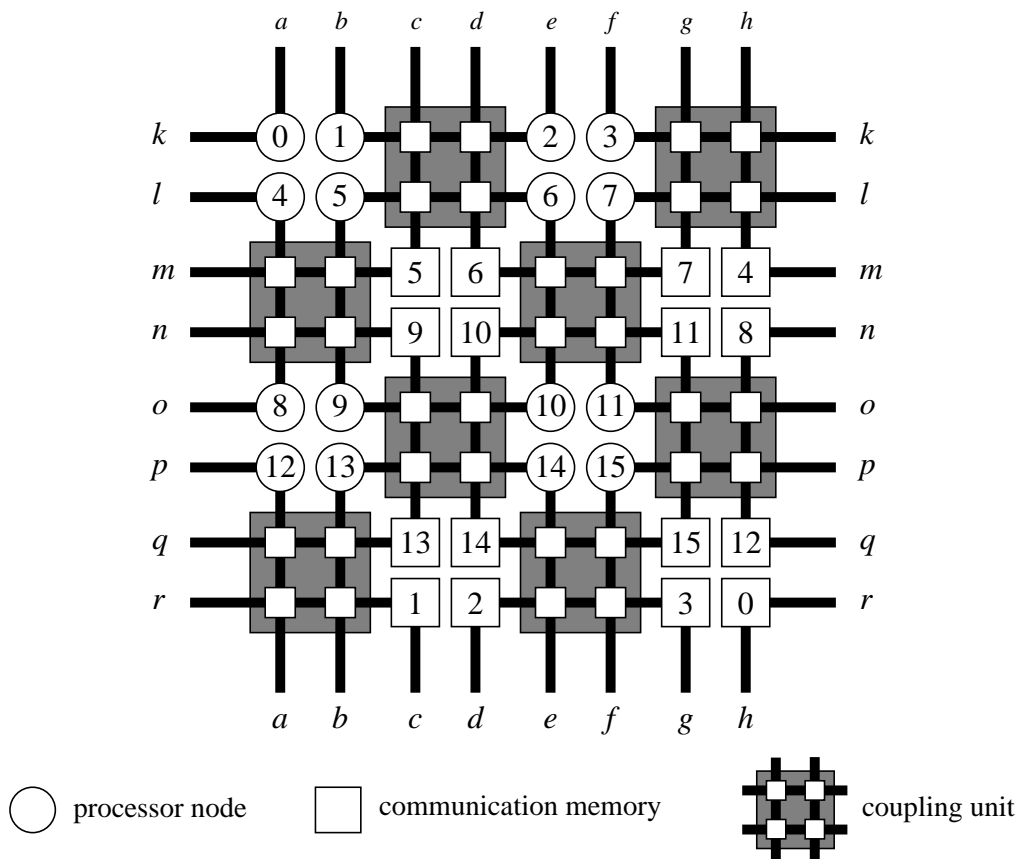 a b c d e f g h
k 0 1 2 3 k
l 4 5 6 7 l
m 5 6 7 4 m
n 9 10 11 8 n
o 8 9 10 11 o
p 12 13 14 15 p
q 13 14 15 12 q
r 1 2 3 0 r
a b c d e f g h
processor node communication memory coupling unit